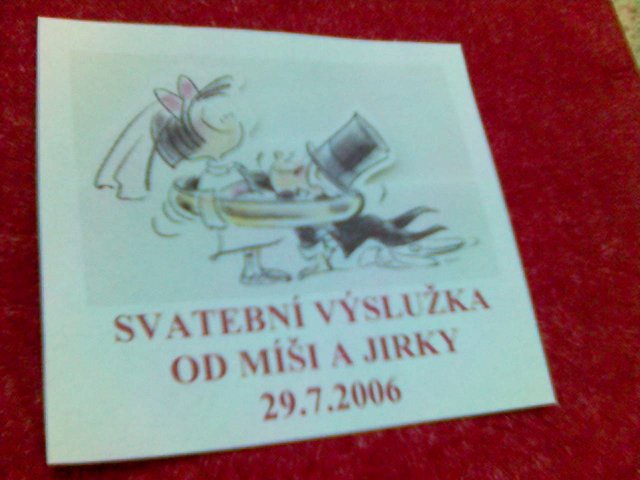 SVATEBNÍ VÝSLUŽKA
OD MÍŠI A JIRKY
29.7.2006